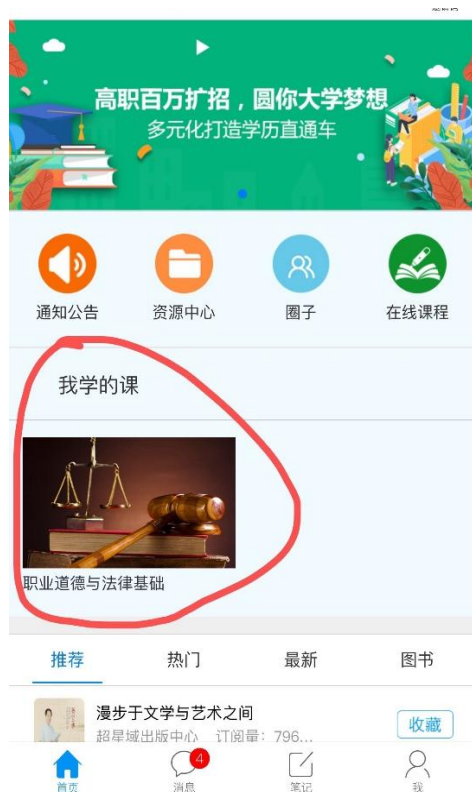 高职百万扩招，圆你大学梦想
多元化打造学历直通车
通知公告
资源中心
圈子
在线课程
我学的课
职业道德与法律基础
推荐
热门
最新
图书
漫步于文学与艺术之间
超星域出版中心 订阅量：796...
收藏
4
首页
消息
笔记
我